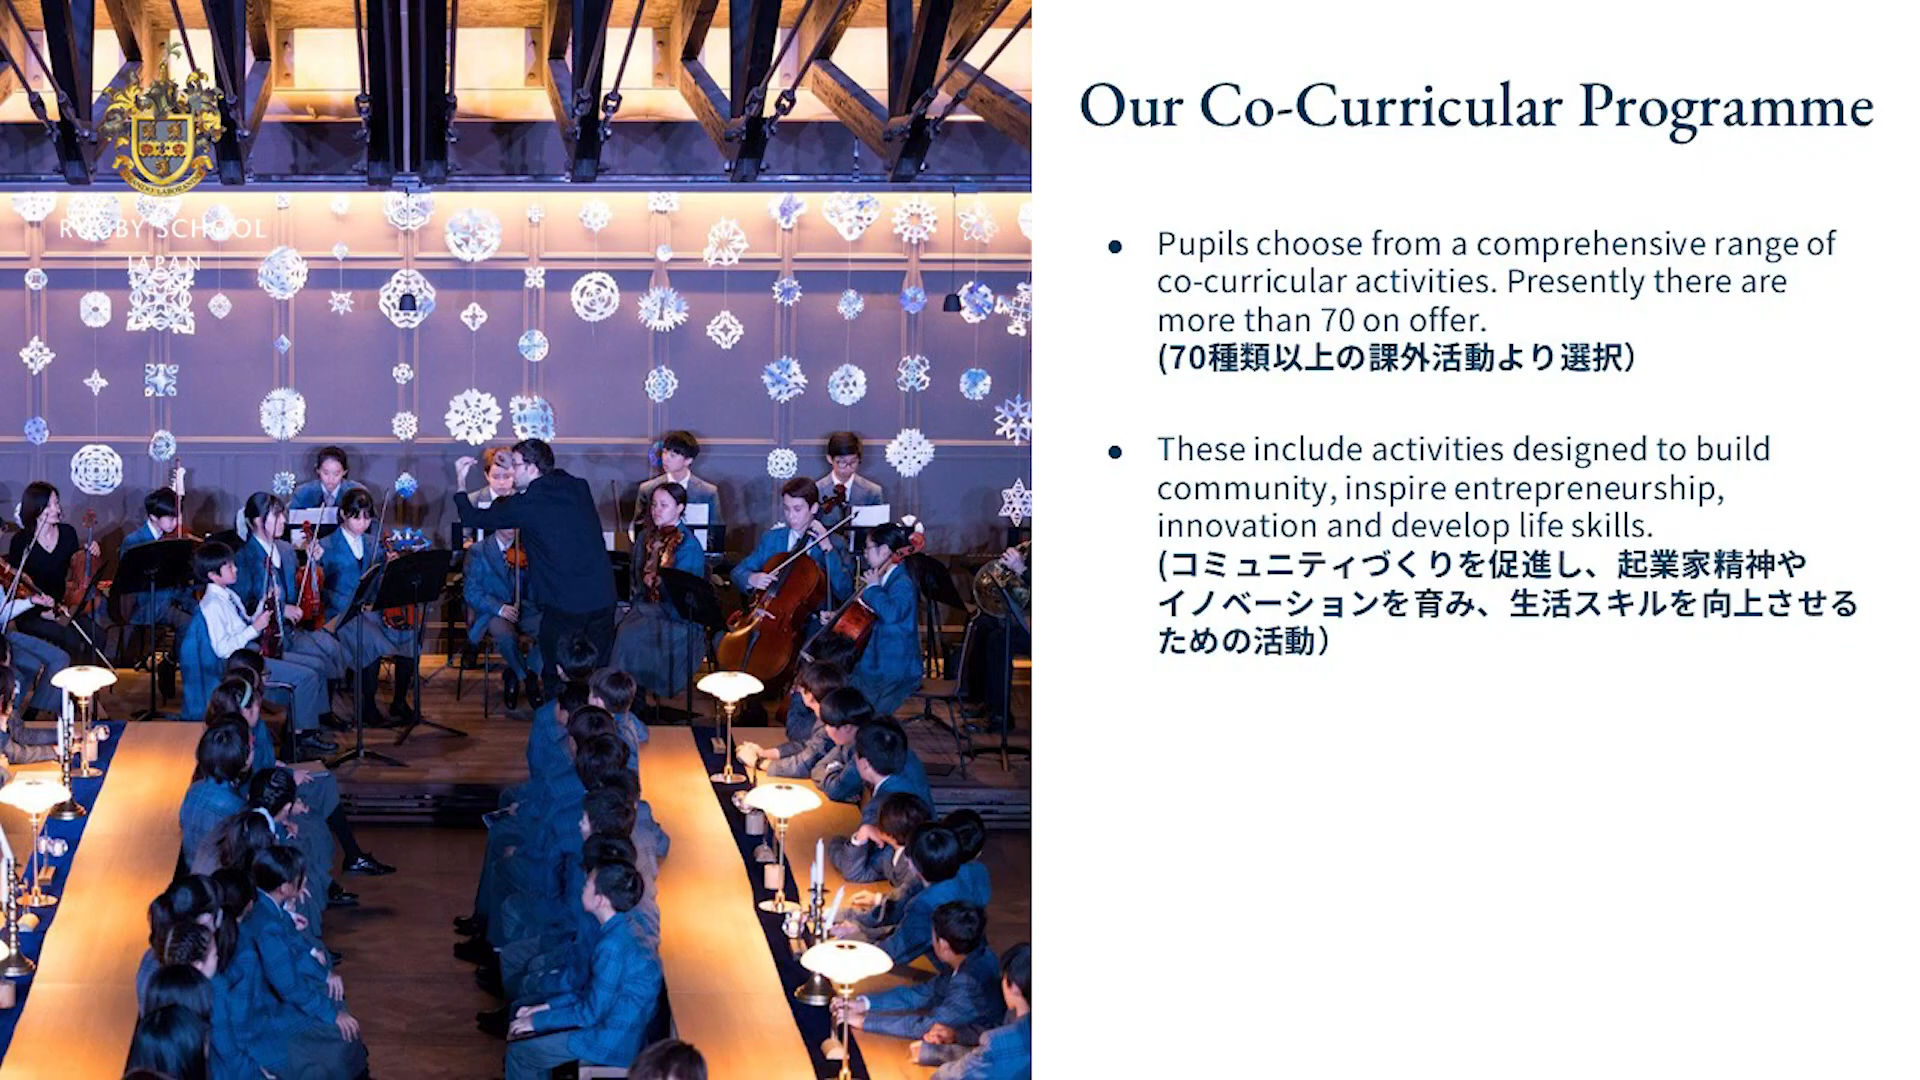 RUGBY SCHOOL
JAPAN
Our Co-Curricular Programme
● Pupils choose from a comprehensive range of
co-curricular activities. Presently there are
more than 70 on offer.
(70種類以上の課外活動より選択）
● These include activities designed to build
community, inspire entrepreneurship,
innovation and develop life skills.
(コミュニティづくりを促進し、起業家精神や
イノベーションを育み、生活スキルを向上させる
ための活動）